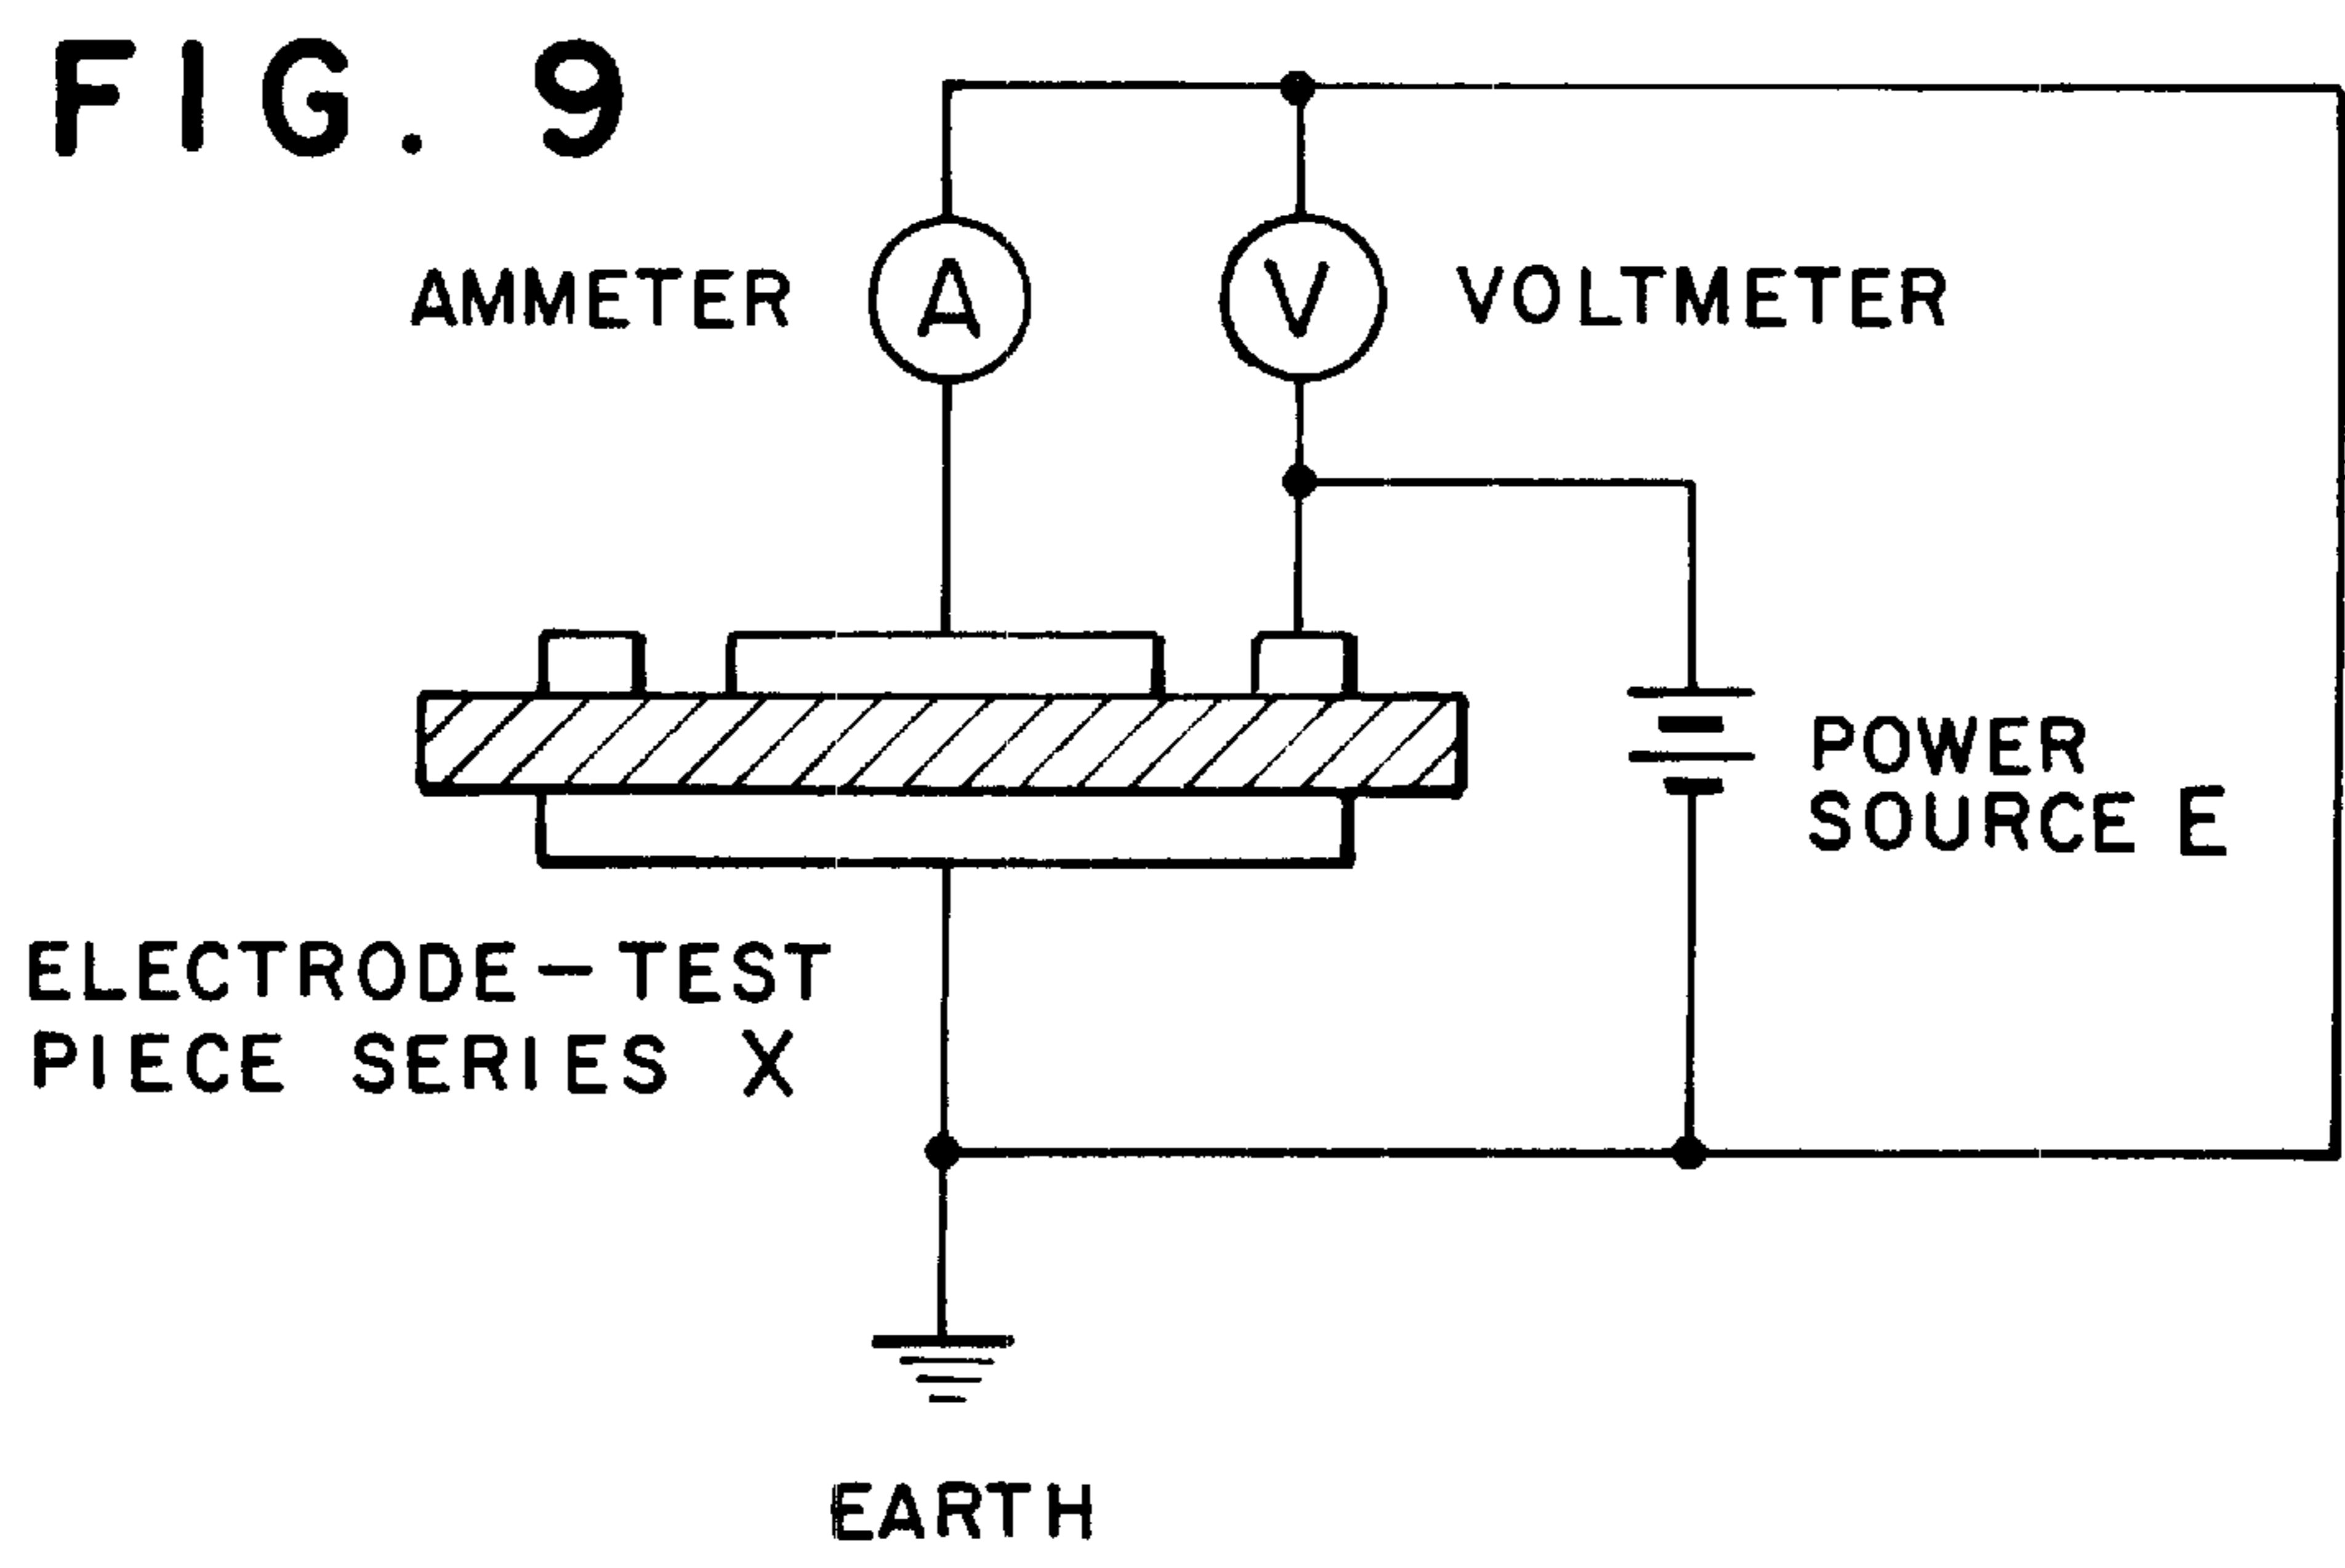 FIG. 9
AMMETER
A
V
VOLTMETER
POWER
SOURCE E
ELECTRODE-TEST
PIECE SERIES X
EARTH